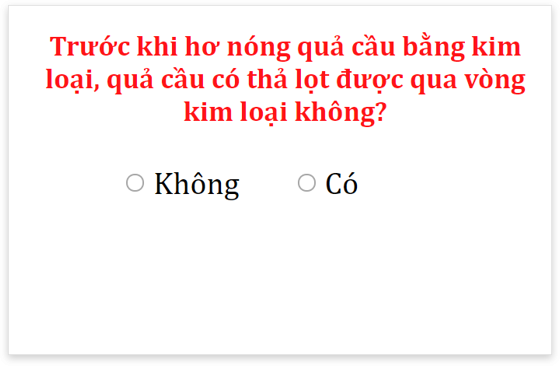 Trước khi hơ nóng quả cầu bằng kim
loại, quả cầu có thả lọt được qua vòng
kim loại không?
Không Có